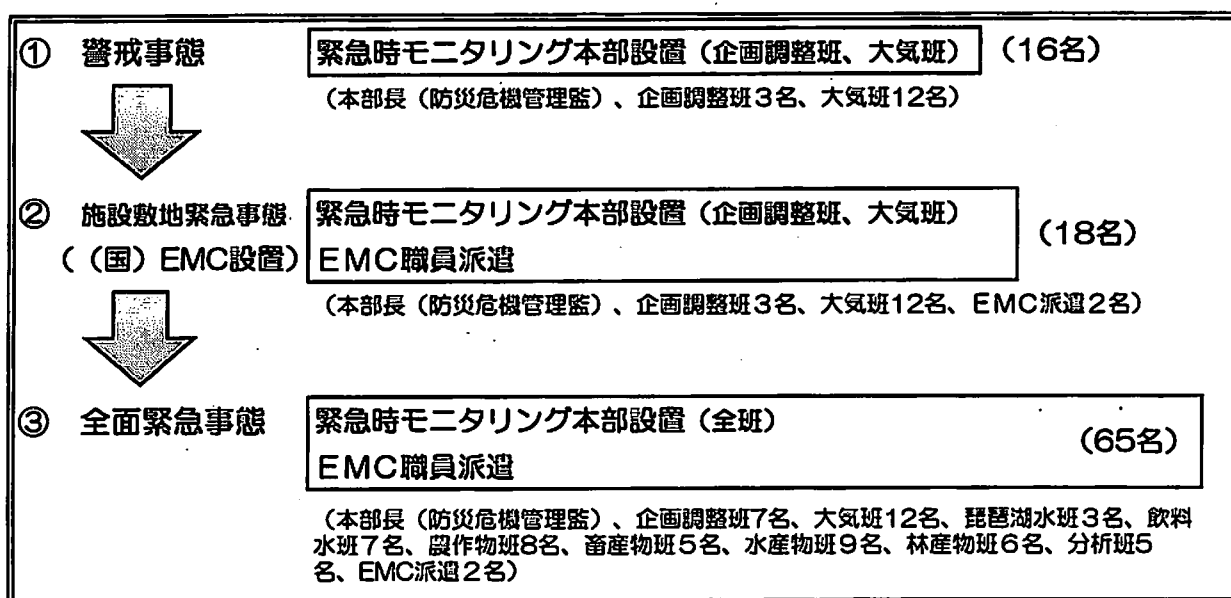 ① 警戒事態 緊急時モニタリング本部設置（企画調整班、大気班） （16名）
（本部長（防災危機管理監）、企画調整班3名、大気班12名）
② 施設敷地緊急事態 緊急時モニタリング本部設置（企画調整班、大気班） （18名）
（（国）EMC設置） EMC職員派遣
（本部長（防災危機管理監）、企画調整班3名、大気班12名、EMC派遣2名）
③ 全面緊急事態 緊急時モニタリング本部設置（全班） （65名）
EMC職員派遣
（本部長（防災危機管理監）、企画調整班7名、大気班12名、琵琶湖水班3名、飲料
水班7名、農作物班8名、畜産物班5名、水産物班9名、林産物班6名、分析班5
名、EMC派遣2名）